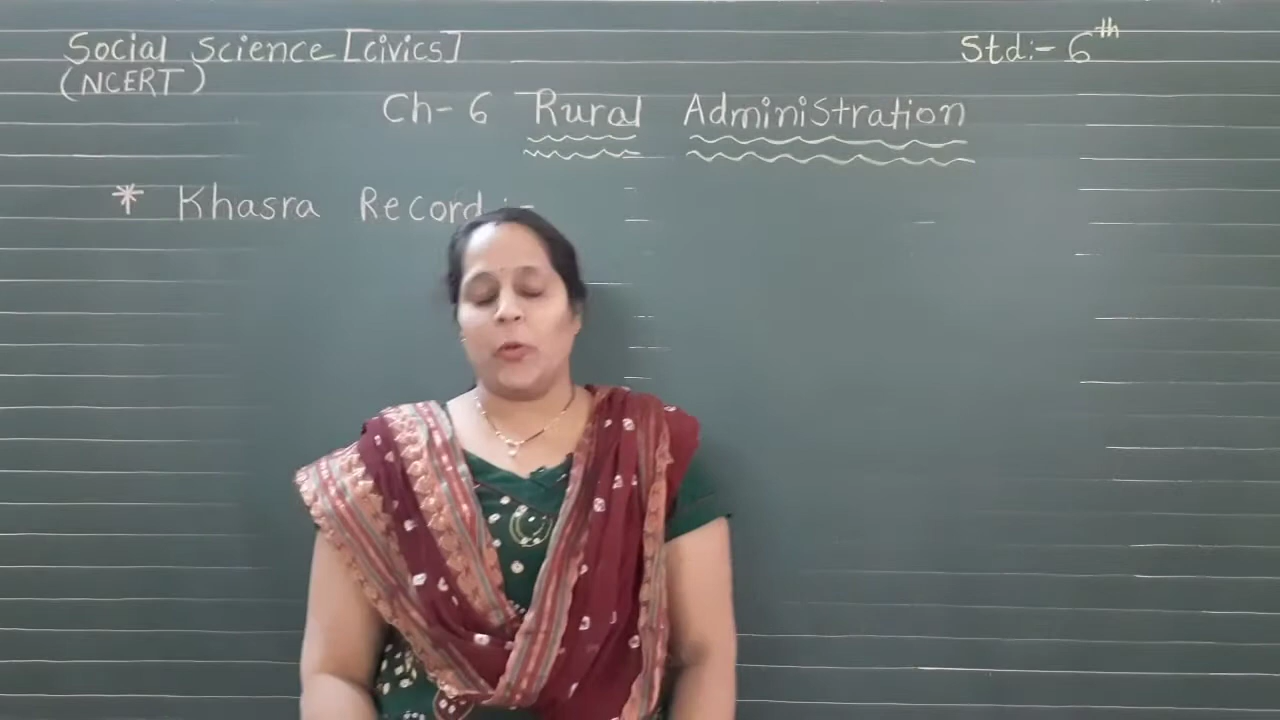 Social Science [civics]
Std:- 6th
(NCERT)
Ch- 6 Rural Administration
* Khasra Record :-